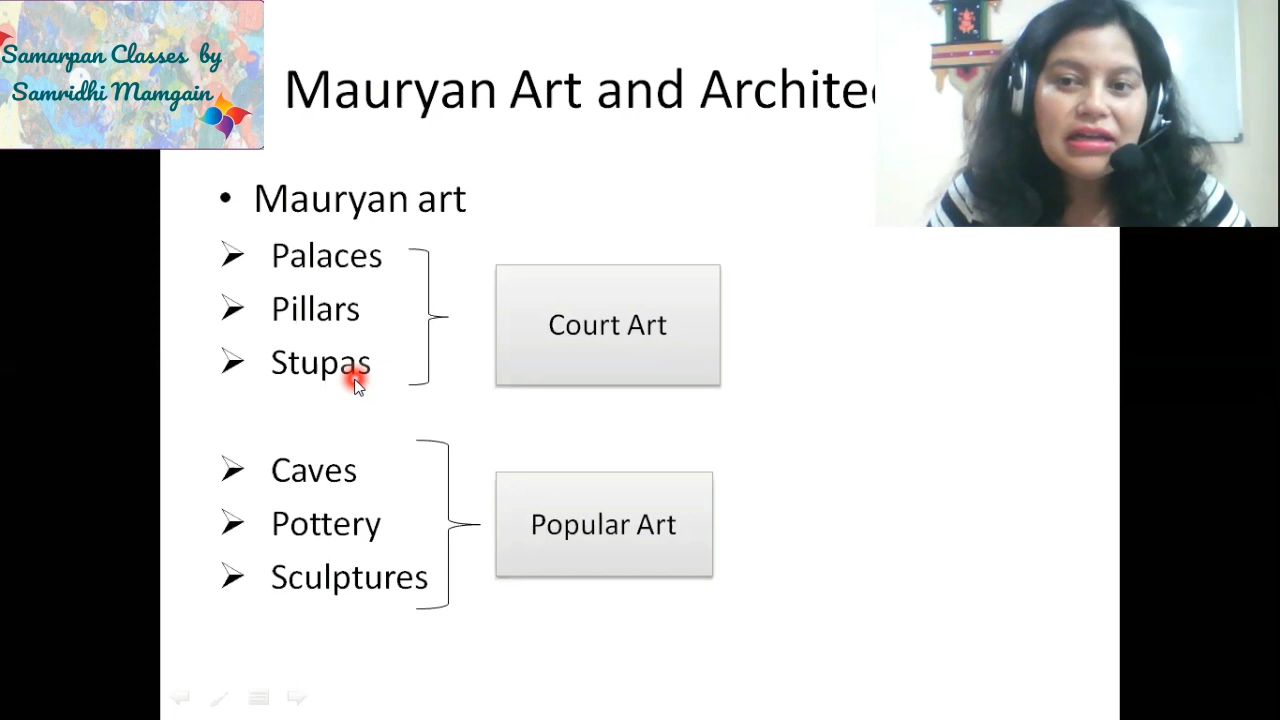 Samarpan Classes by
Samridhi Mamgain
Mauryan Art and Archite
Mauryan art
Palaces
Pillars
Stupas
Court Art
Caves
Pottery
Sculptures
Popular Art